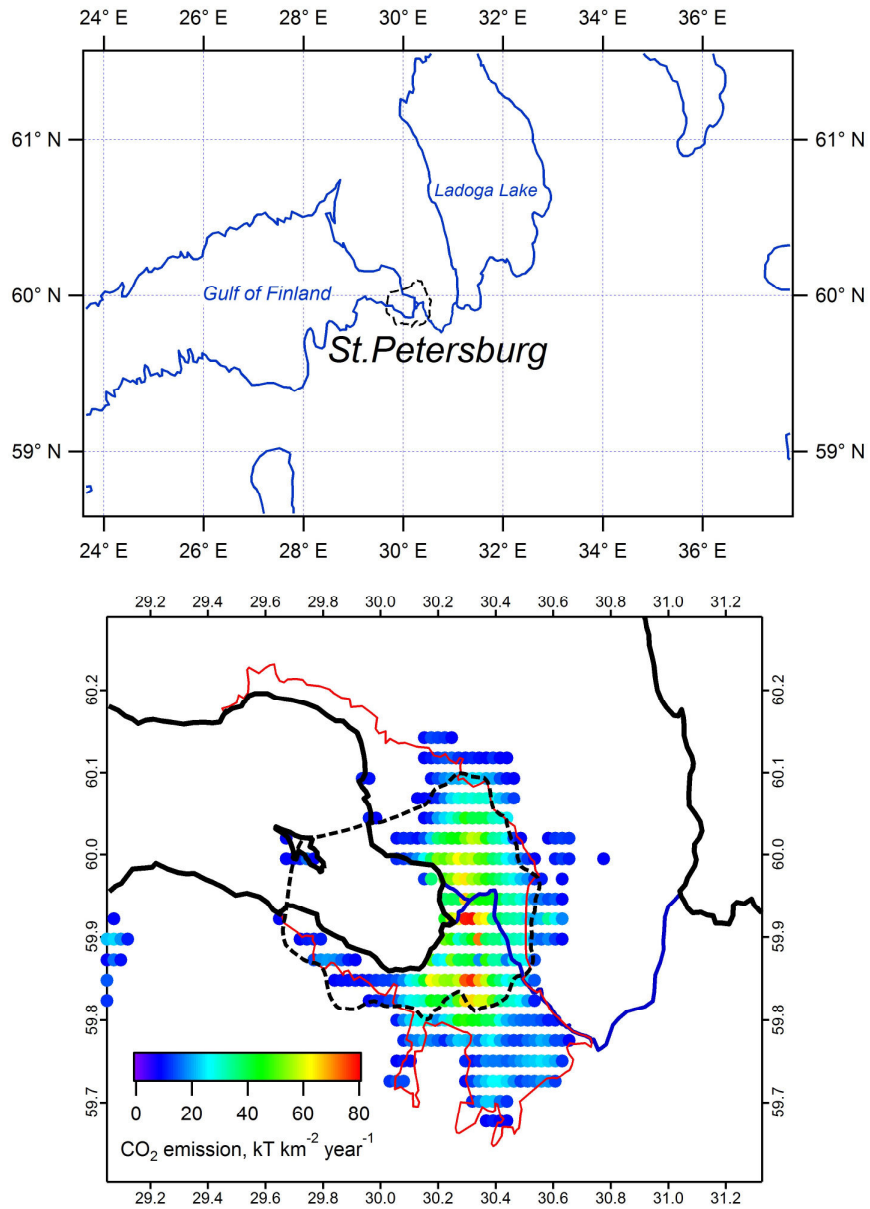 24° E 26° E 28° E 30° E 32° E 34° E 36° E
61° N 61° N
Ladoga Lake
60° N Gulf of Finland 60° N
St.Petersburg
59° N 59° N
24° E 26° E 28° E 30° E 32° E 34° E 36° E
29.2 29.4 29.6 29.8 30.0 30.2 30.4 30.6 30.8 31.0 31.2
60.2 60.2
60.1 60.1
60.0 60.0
59.9 59.9
59.8 59.8
59.7 59.7
0 20 40 60 80
CO₂ emission, kT km⁻² year⁻¹
29.2 29.4 29.6 29.8 30.0 30.2 30.4 30.6 30.8 31.0 31.2